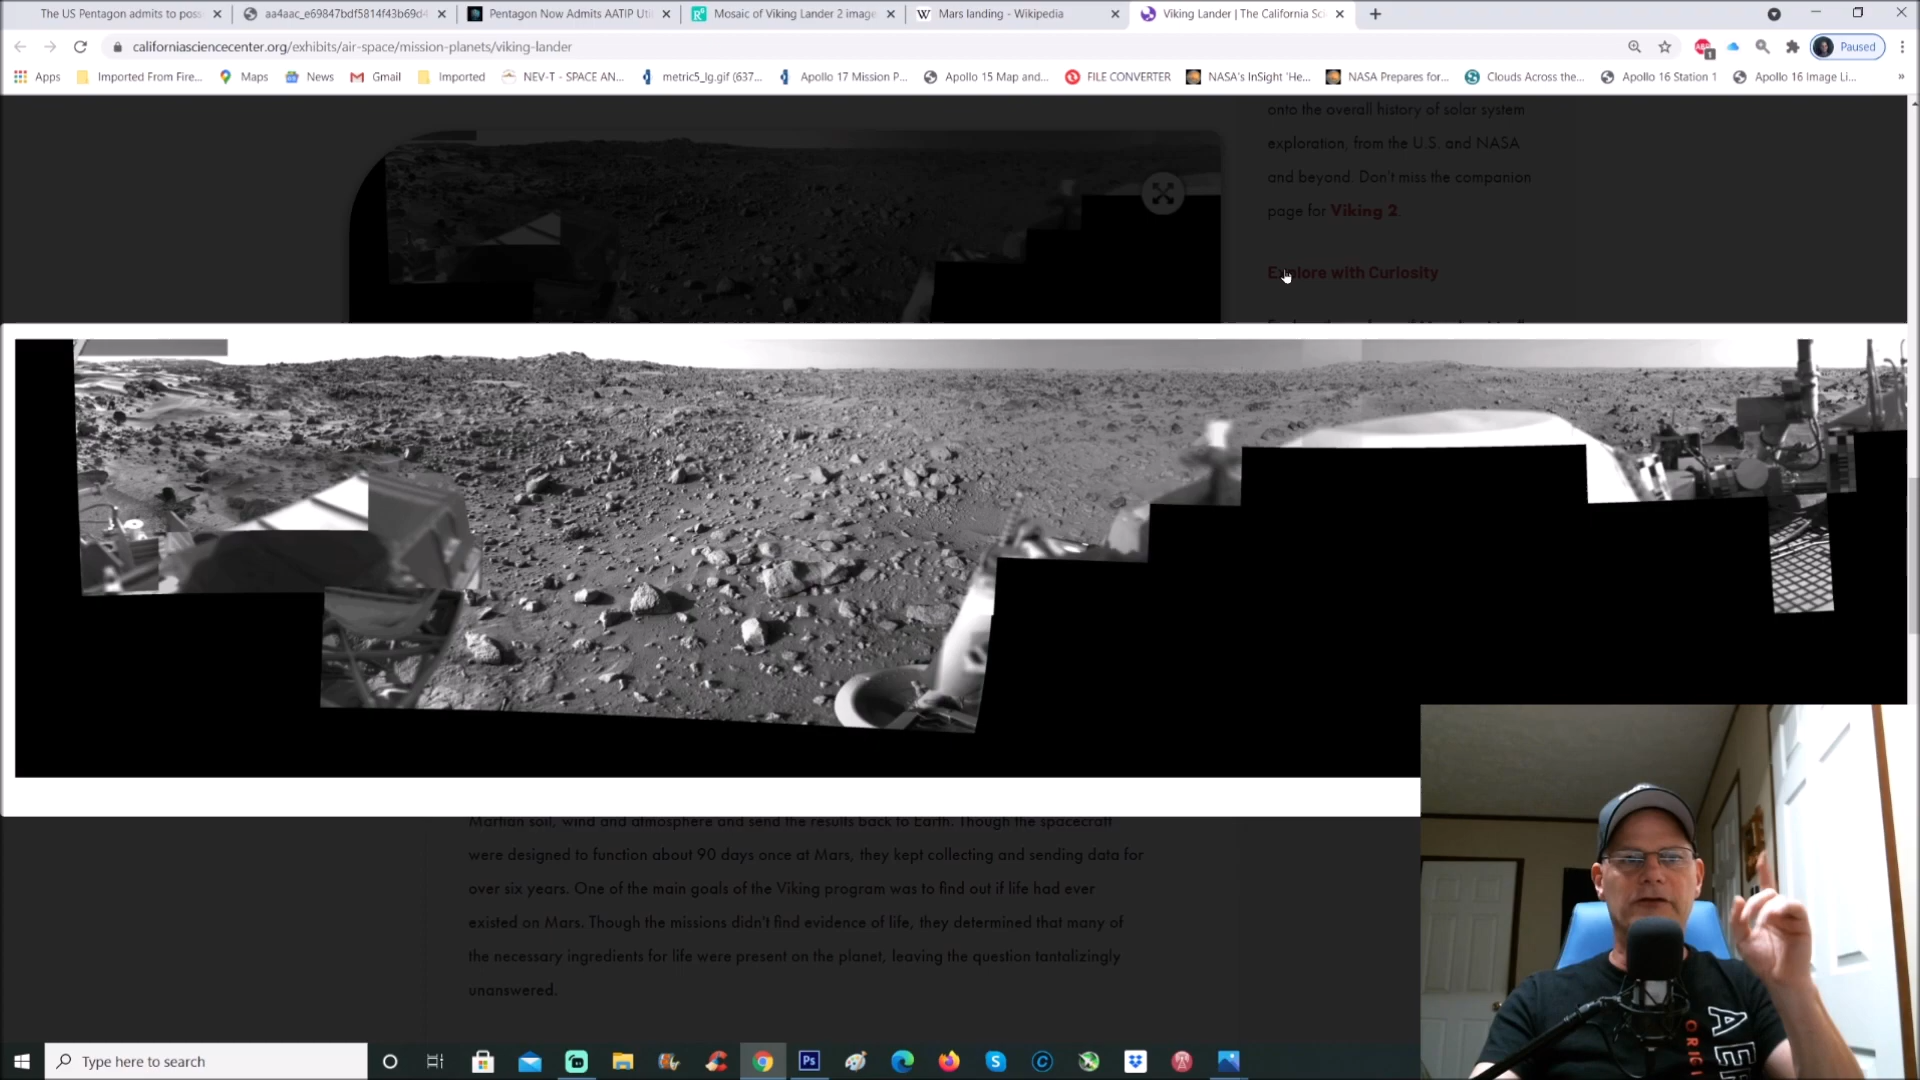 The US Pentagon admits to poss
aa4aac_e69847bdf5814f43b69d4
Pentagon Now Admits AATIP Uti
Mosaic of Viking Lander 2 image
Mars landing - Wikipedia
Viking Lander | The California Sc
californiasciencecenter.org/exhibits/air-space/mission-planets/viking-lander
Paused
Apps
Imported From Fire...
Maps
News
Gmail
Imported
NEV-T - SPACE AN...
metric5_lg.gif (637...
Apollo 17 Mission P...
Apollo 15 Map and...
FILE CONVERTER
NASA's InSight 'He...
NASA Prepares for...
Clouds Across the...
Apollo 16 Station 1
Apollo 16 Image Li...
»
onto the overall history of solar system
exploration, from the U.S. and NASA
and beyond. Don't miss the companion
page for Viking 2
Explore with Curiosity
Martian soil, wind and atmosphere and send the results back to Earth. Though the spacecraft
were designed to function about 90 days once at Mars, they kept collecting and sending data for
over six years. One of the main goals of the Viking program was to find out if life had ever
existed on Mars. Though the missions didn't find evidence of life, they determined that many of
the necessary ingredients for life were present on the planet, leaving the question tantalizingly
unanswered.
Type here to search
Ps
AE
ORIGI